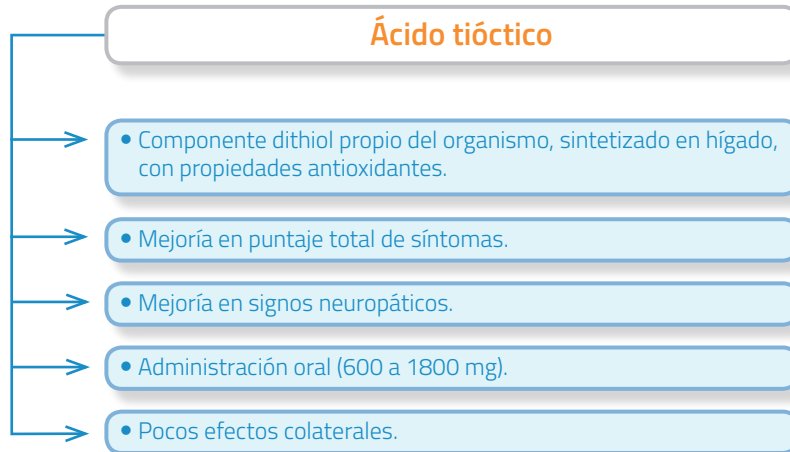 Ácido tióctico
• Componente dithiol propio del organismo, sintetizado en hígado,
con propiedades antioxidantes.
• Mejoría en puntaje total de síntomas.
• Mejoría en signos neuropáticos.
• Administración oral (600 a 1800 mg).
• Pocos efectos colaterales.